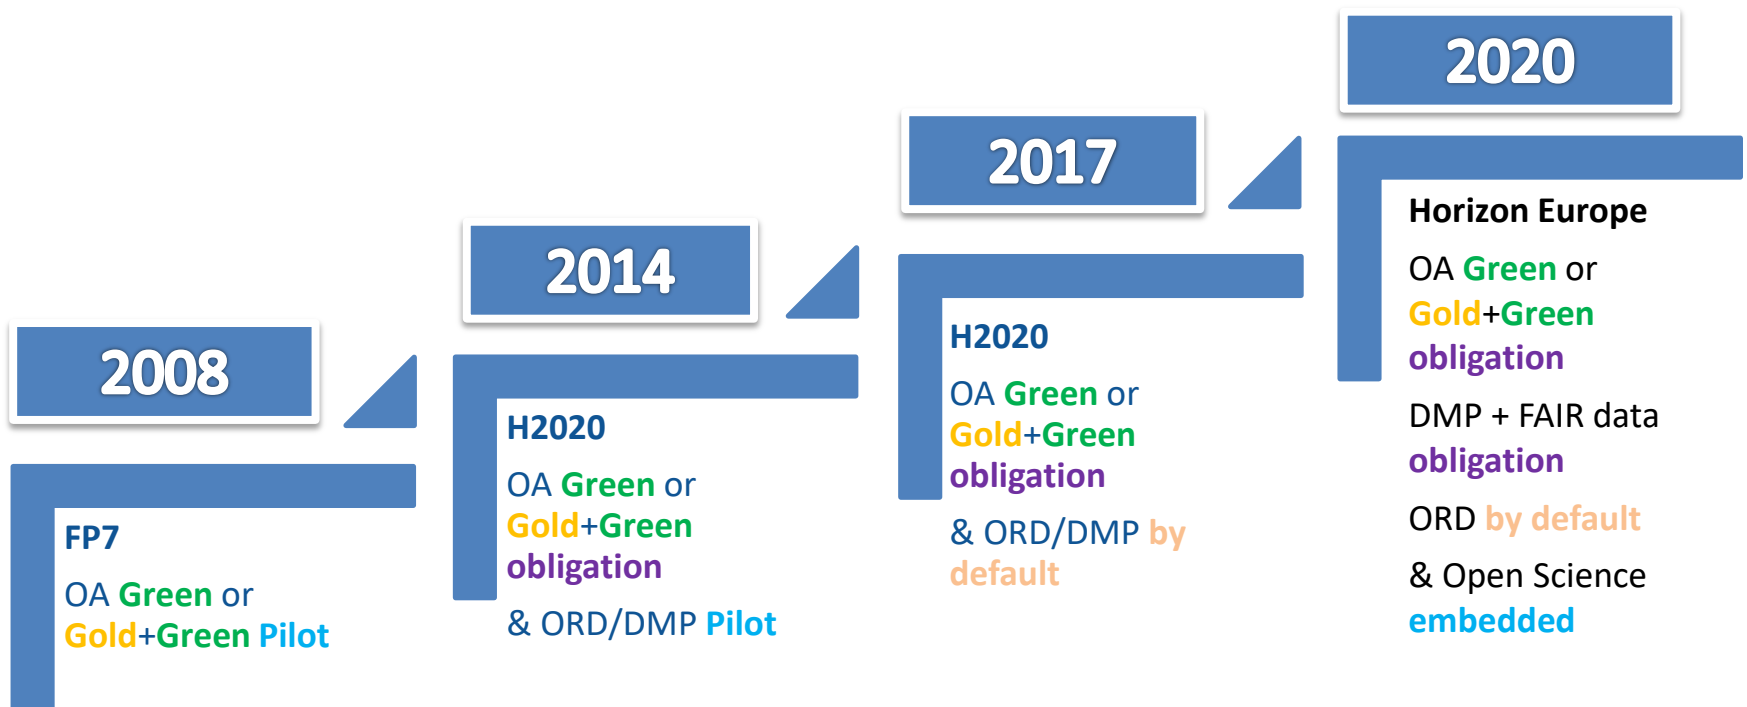 2008
FP7
OA Green or
Gold+Green Pilot
2014
H2020
OA Green or
Gold+Green
obligation
& ORD/DMP Pilot
2017
H2020
OA Green or
Gold+Green
obligation
& ORD/DMP by
default
2020
Horizon Europe
OA Green or
Gold+Green
obligation
DMP + FAIR data
obligation
ORD by default
& Open Science
embedded